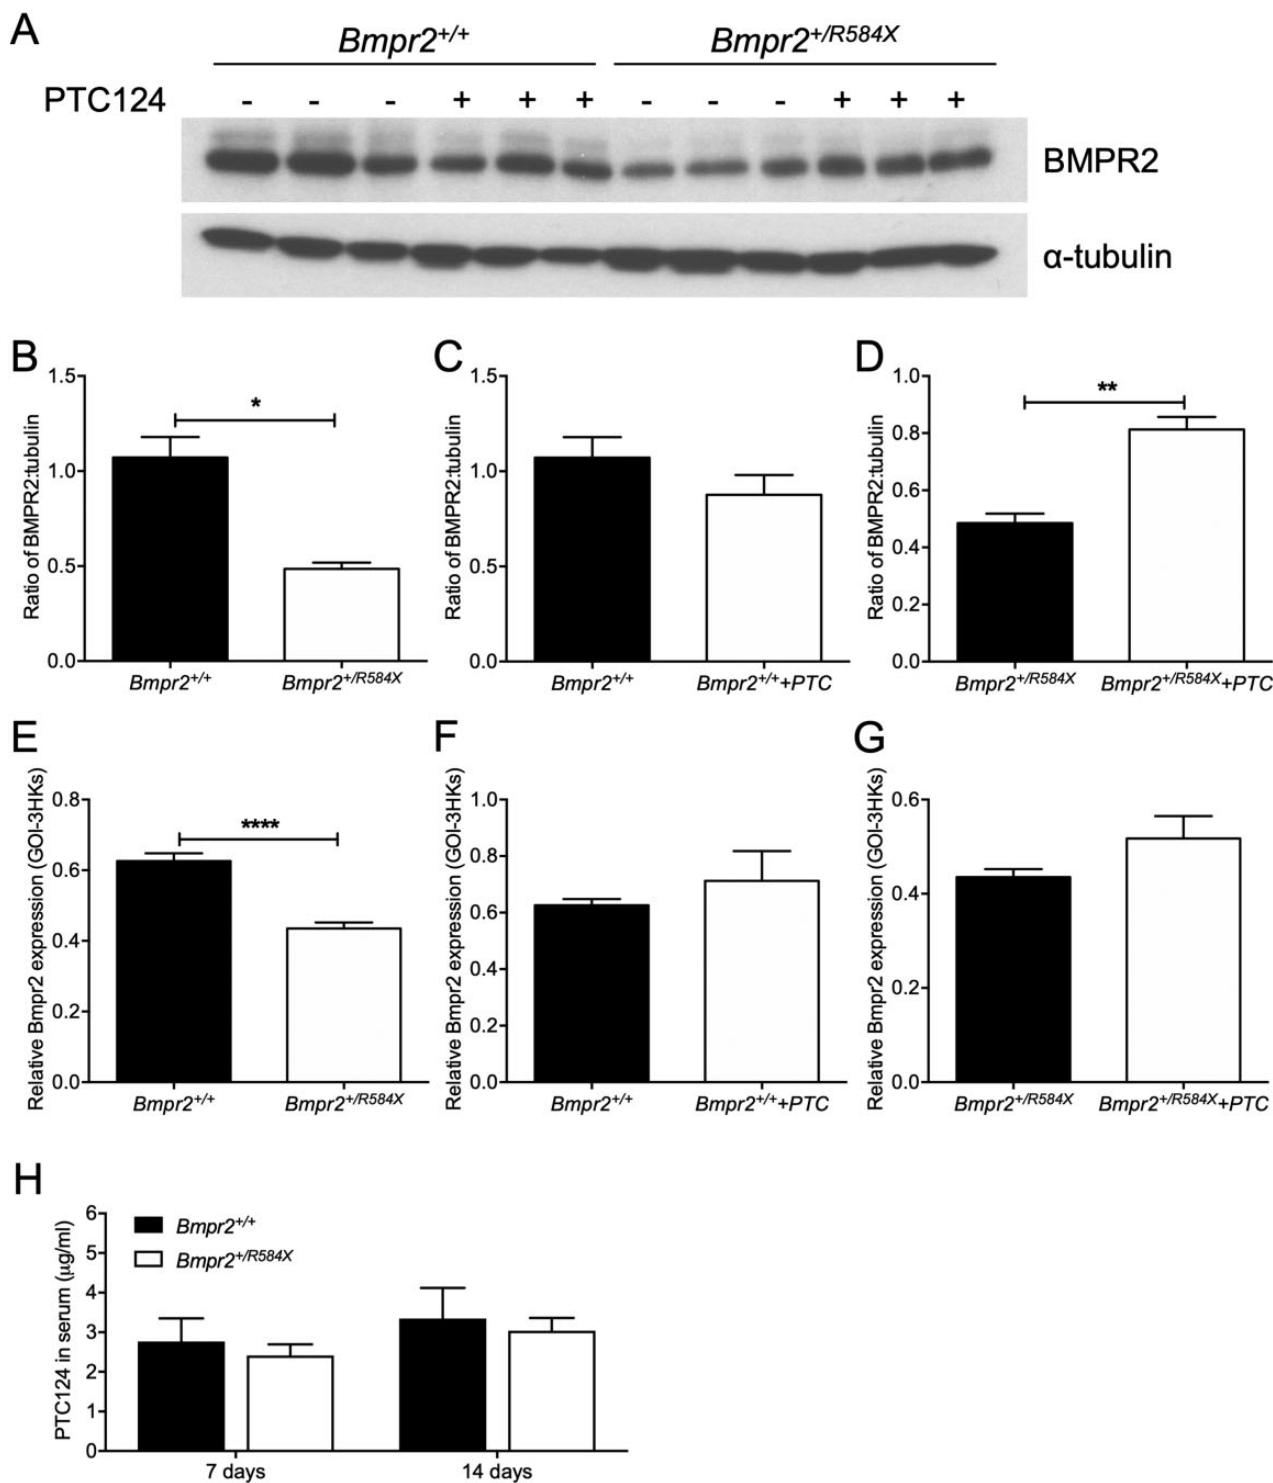 A
Bmpr2+/+ Bmpr2+/R584X
PTC124 - - - + + + - - - + + +
BMPR2
α-tubulin
B
Ratio of BMPR2:tubulin
1.5
1.0
0.5
0.0
*
Bmpr2+/+ Bmpr2+/R584X
C
Ratio of BMPR2:tubulin
1.5
1.0
0.5
0.0
Bmpr2+/+ Bmpr2+/++PTC
D
Ratio of BMPR2:tubulin
1.0
0.8
0.6
0.4
0.2
0.0
**
Bmpr2+/R584X Bmpr2+/R584X+PTC
E
Relative Bmpr2 expression (GOI-3HKs)
0.8
0.6
0.4
0.2
0.0
****
Bmpr2+/+ Bmpr2+/R584X
F
Relative Bmpr2 expression (GOI-3HKs)
1.0
0.8
0.6
0.4
0.2
0.0
Bmpr2+/+ Bmpr2+/++PTC
G
Relative Bmpr2 expression (GOI-3HKs)
0.6
0.4
0.2
0.0
Bmpr2+/R584X Bmpr2+/R584X+PTC
H
PTC124 in serum (μg/ml)
6
5
4
3
2
1
0
Bmpr2+/+
Bmpr2+/R584X
7 days 14 days